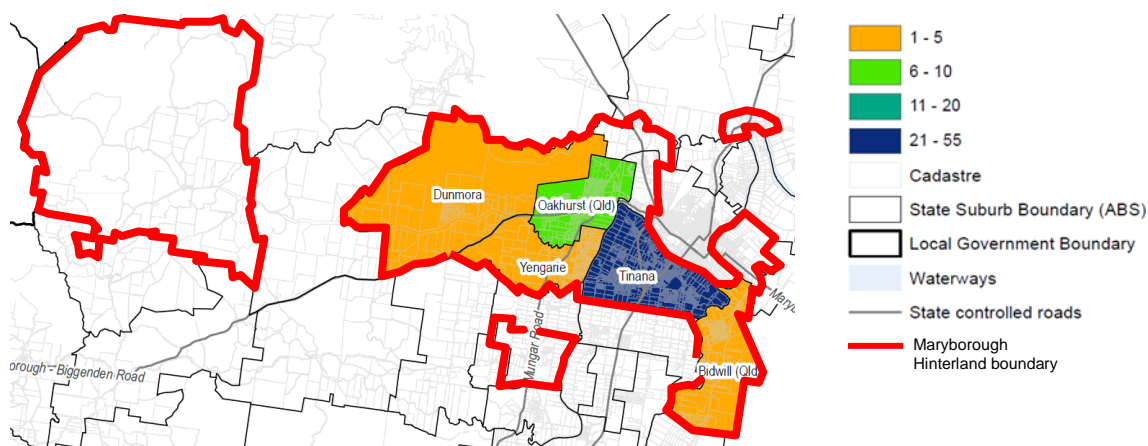 Dunmora
Oakhurst (Qld)
Yengarie
Tinana
Mungar Road
Bidwill (Qld
Maryb
orough - Biggenden Road
1 - 5
6 - 10
11 - 20
21 - 55
Cadastre
State Suburb Boundary (ABS)
Local Government Boundary
Waterways
State controlled roads
Maryborough
Hinterland boundary